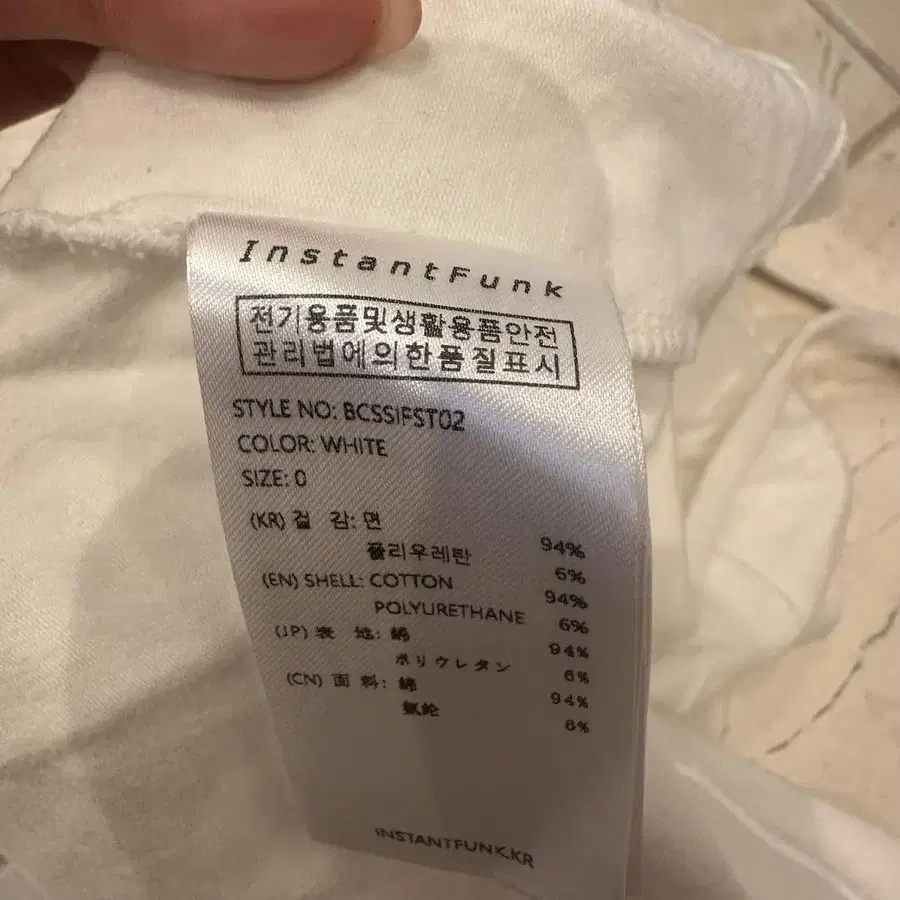 InstantFunk
전기용품및생활용품안전
관리법에의한품질표시
STYLE NO: BCSSIFST02
COLOR: WHITE
SIZE: 0
(KR) 겉 감: 면 94%
폴리우레탄 6%
(EN) SHELL: COTTON 94%
POLYURETHANE 6%
(JP) 表 地: 綿 94%
ポリウレタン 6%
(CN) 面 料: 綿 94%
氨纶 6%
INSTANTFUNK.KR